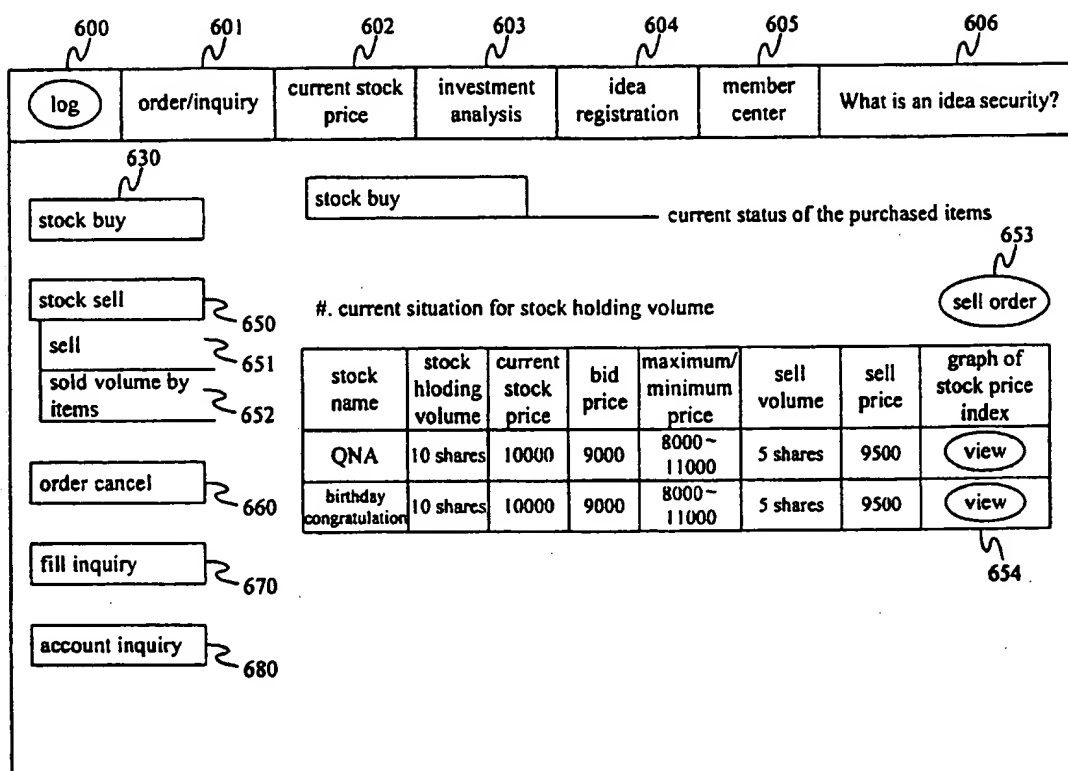 600 601 602 603 604 605 606
log
order/inquiry
current stock
price
investment
analysis
idea
registration
member
center
What is an idea security?
630
stock buy
stock sell
650
sell
651
sold volume by
items
652
order cancel
660
fill inquiry
670
account inquiry
680
stock buy
current status of the purchased items
653
sell order
#. current situation for stock holding volume
stock
name
stock
hloding
volume
current
stock
price
bid
price
maximum/
minimum
price
sell
volume
sell
price
graph of
stock price
index
QNA
10 shares
10000
9000
8000~
11000
5 shares
9500
view
birthday
congratulation
10 shares
10000
9000
8000~
11000
5 shares
9500
view
654